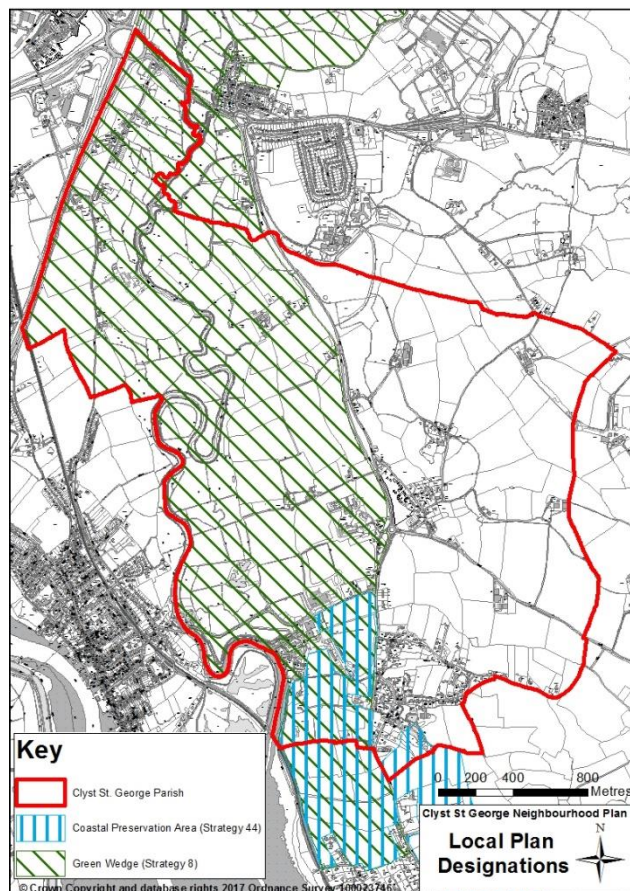 Key
Clyst St. George Parish
Coastal Preservation Area (Strategy 44)
Green Wedge (Strategy 8)
0 200 400 800
Metres
Clyst St George Neighbourhood Plan
Local Plan
Designations
N
© Crown Copyright and database rights 2017 Ordnance Survey 100023746